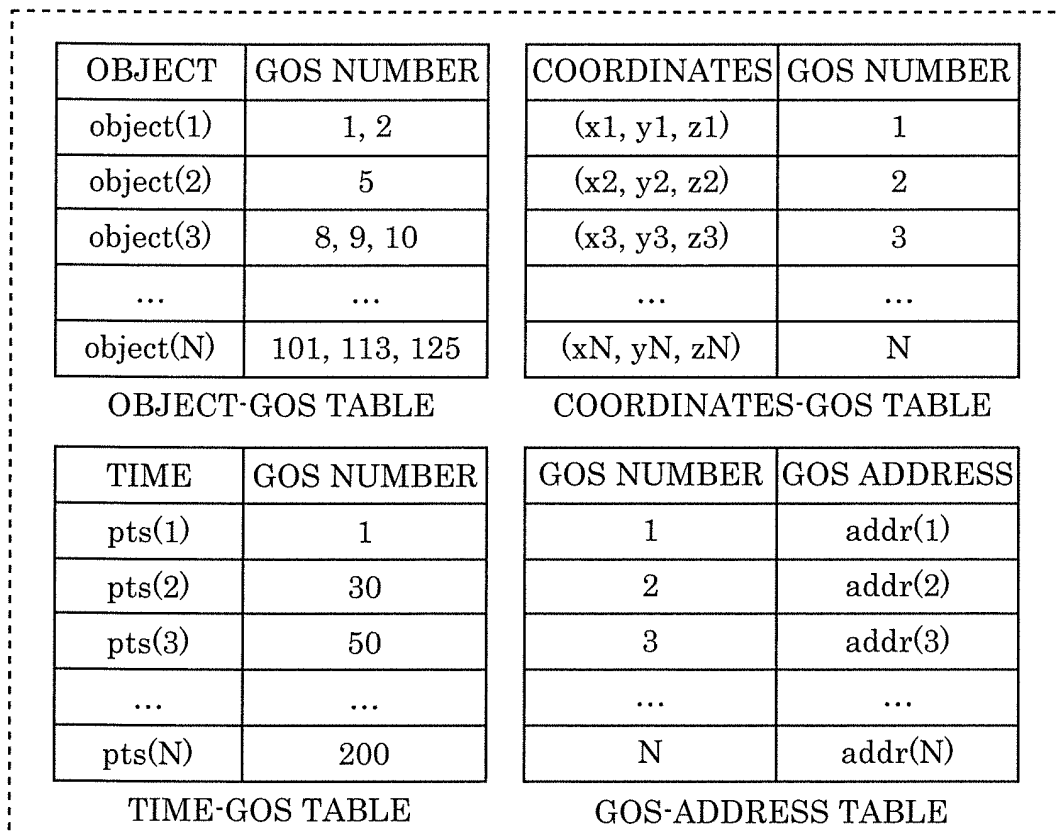 OBJECT GOS NUMBER
object(1) 1, 2
object(2) 5
object(3) 8, 9, 10
... ...
object(N) 101, 113, 125
OBJECT-GOS TABLE
COORDINATES GOS NUMBER
(x1, y1, z1) 1
(x2, y2, z2) 2
(x3, y3, z3) 3
... ...
(xN, yN, zN) N
COORDINATES-GOS TABLE
TIME GOS NUMBER
pts(1) 1
pts(2) 30
pts(3) 50
... ...
pts(N) 200
TIME-GOS TABLE
GOS NUMBER GOS ADDRESS
1 addr(1)
2 addr(2)
3 addr(3)
... ...
N addr(N)
GOS-ADDRESS TABLE